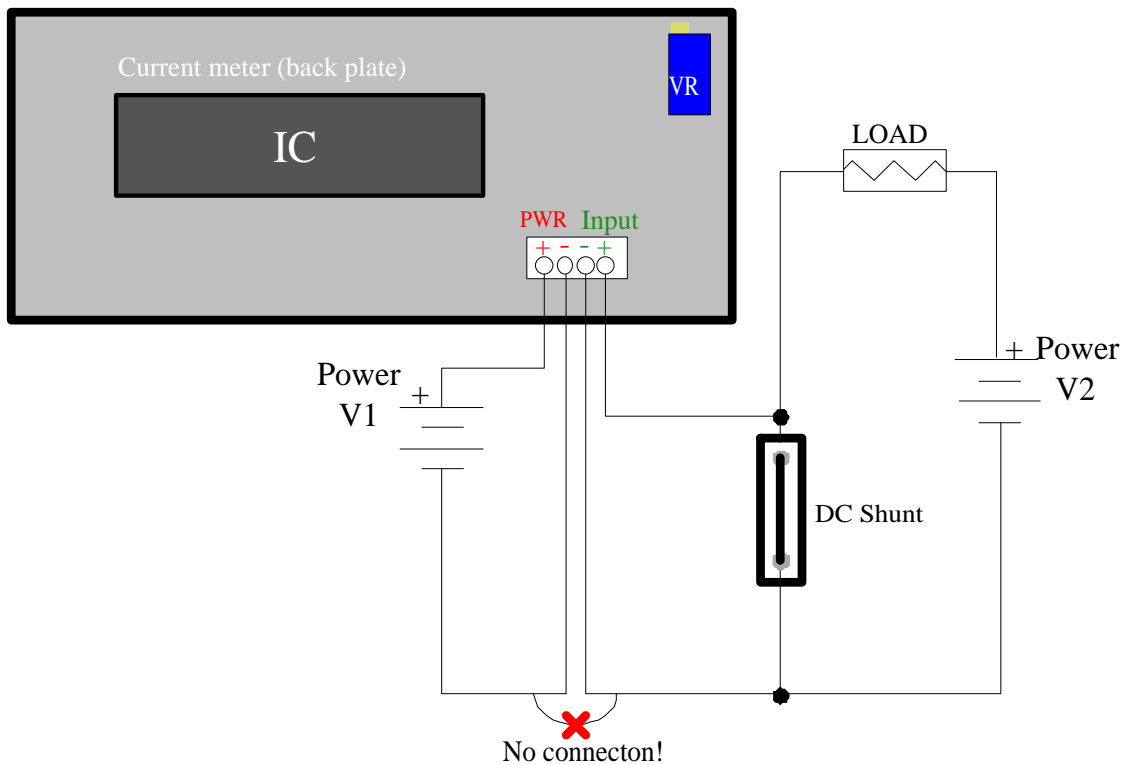 Current meter (back plate)
VR
IC
LOAD
PWR Input
+ - - +
+ Power
V2
Power +
V1
DC Shunt
No connecton!